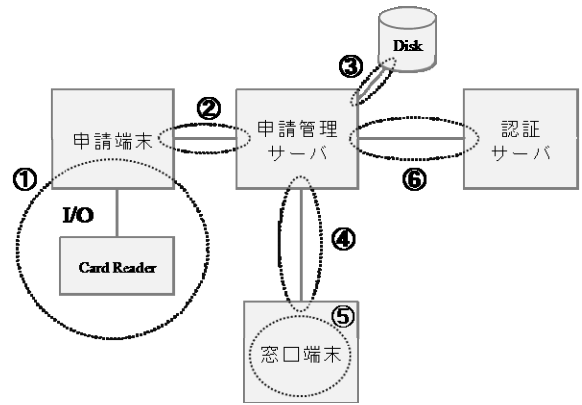 Disk
③
②
申請端末
申請管理
サーバ
認証
サーバ
①
⑥
I/O
④
Card Reader
⑤
窓口端末